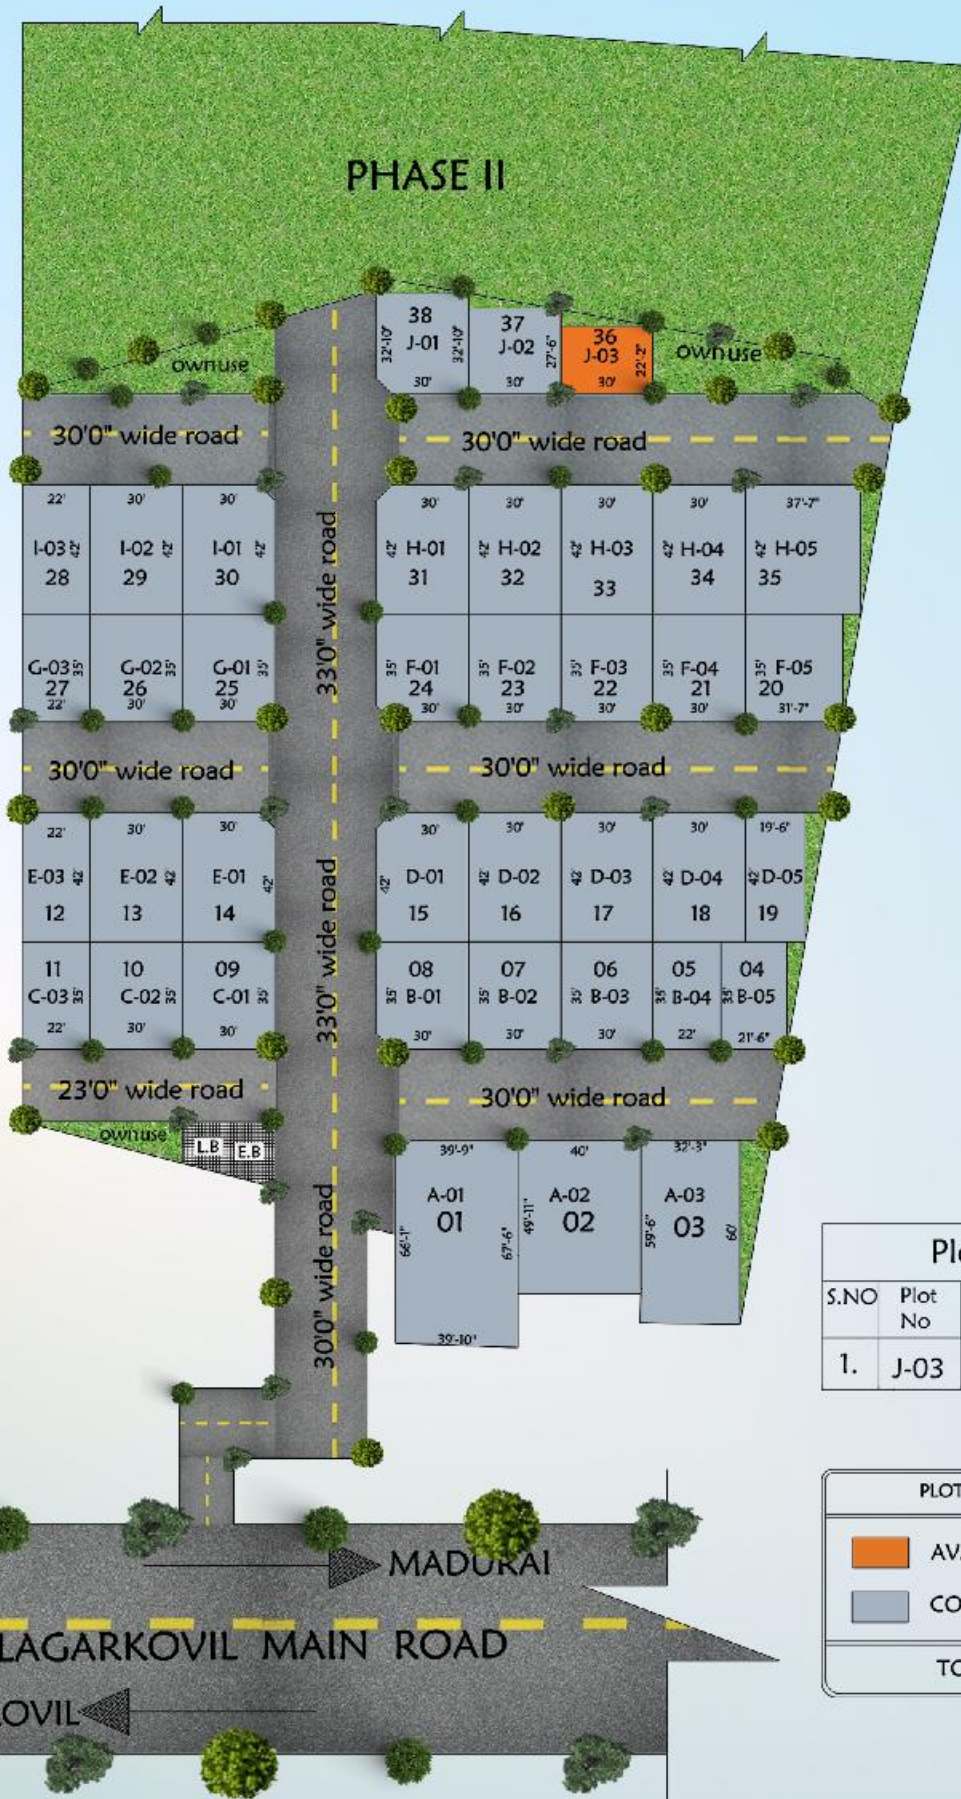 PHASE II
38
J-01
32'-10"
32'-10"
30'
37
J-02
27'-6"
30'
36
J-03
22'-2"
30'
ownuse
ownuse
30'0" wide road
30'0" wide road
22'
30'
30'
30'
30'
30'
30'
37'-7"
I-03 42'
I-02 42'
I-01 42'
42' H-01
42' H-02
42' H-03
42' H-04
42' H-05
28
29
30
31
32
33
34
35
33'0" wide road
G-03 35'
G-02 35'
G-01 35'
35' F-01
35' F-02
35' F-03
35' F-04
35' F-05
27
26
25
24
23
22
21
20
22'
30'
30'
30'
30'
30'
30'
31'-7"
30'0" wide road
30'0" wide road
22'
30'
30'
30'
30'
30'
30'
19'-6"
E-03 42'
E-02 42'
E-01 42'
42' D-01
42' D-02
42' D-03
42' D-04
42' D-05
12
13
14
15
16
17
18
19
33'0" wide road
11
10
09
08
07
06
05
04
C-03 35'
C-02 35'
C-01 35'
35' B-01
35' B-02
35' B-03
35' B-04
35' B-05
22'
30'
30'
30'
30'
30'
22'
21'-6"
23'0" wide road
30'0" wide road
ownuse
L.B
E.B
39'-9"
40'
32'-3"
A-01
01
66'-1"
67'-6"
39'-10"
A-02
02
49'-11"
A-03
03
59'-6"
60'
30'0" wide road
Pl
S.NO
Plot
No
1.
J-03
PLOT
AV
CO
TO
MADURAI
LAGARKOVIL MAIN ROAD
OVIL